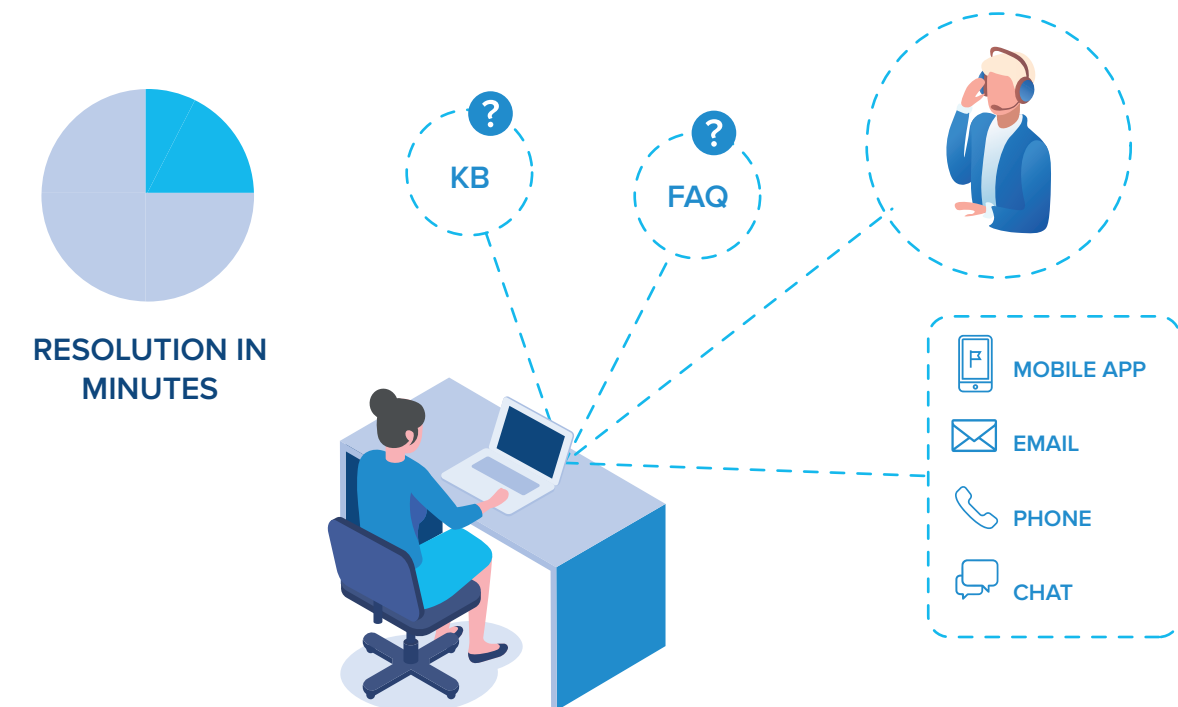 ?
KB
?
FAQ
RESOLUTION IN
MINUTES
MOBILE APP
EMAIL
PHONE
CHAT